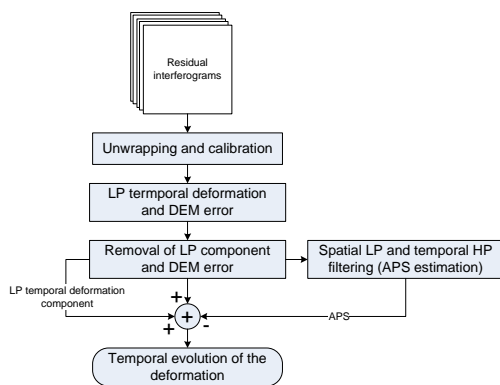 Residual
interferograms
Unwrapping and calibration
LP termporal deformation
and DEM error
Removal of LP component
and DEM error
Spatial LP and temporal HP
filtering (APS estimation)
LP temporal deformation
component
+
+
+
-
APS
Temporal evolution of the
deformation